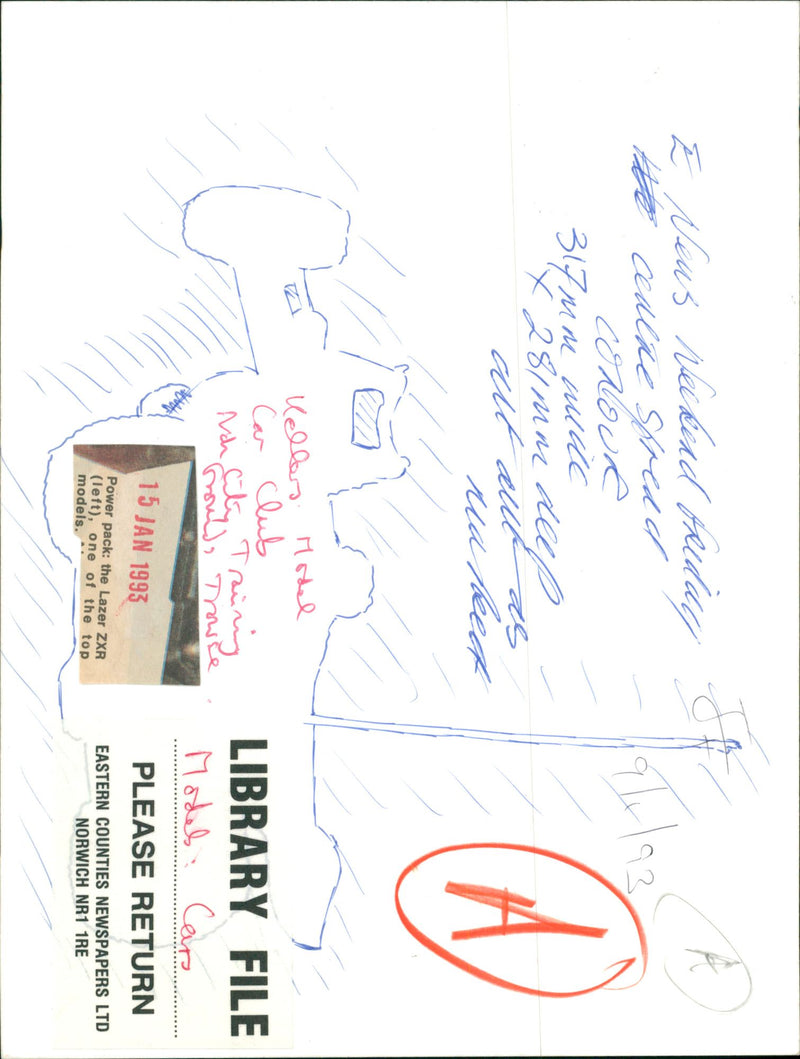 E News Weekend Friday
centre spread
COLOUR
317mm wide
x 281mm deep
cut out as
marked
9/1/93
A
A
Kellers: Model
Car Club
Nch City Training
Ground, Trowse.
15 JAN 1993
Power pack: the Lazer ZXR
(left), one of the top
models.
LIBRARY FILE
Models: Cars
PLEASE RETURN
EASTERN COUNTIES NEWSPAPERS LTD
NORWICH NR1 1RE